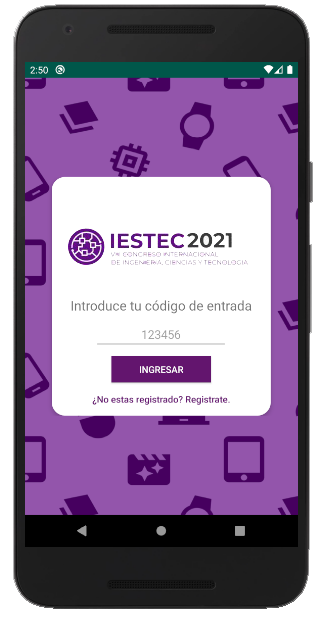 2:50
IESTEC 2021
VIII CONGRESO INTERNACIONAL
DE INGENIERÍA, CIENCIAS Y TECNOLOGÍA
Introduce tu código de entrada
123456
INGRESAR
¿No estas registrado? Registrate.